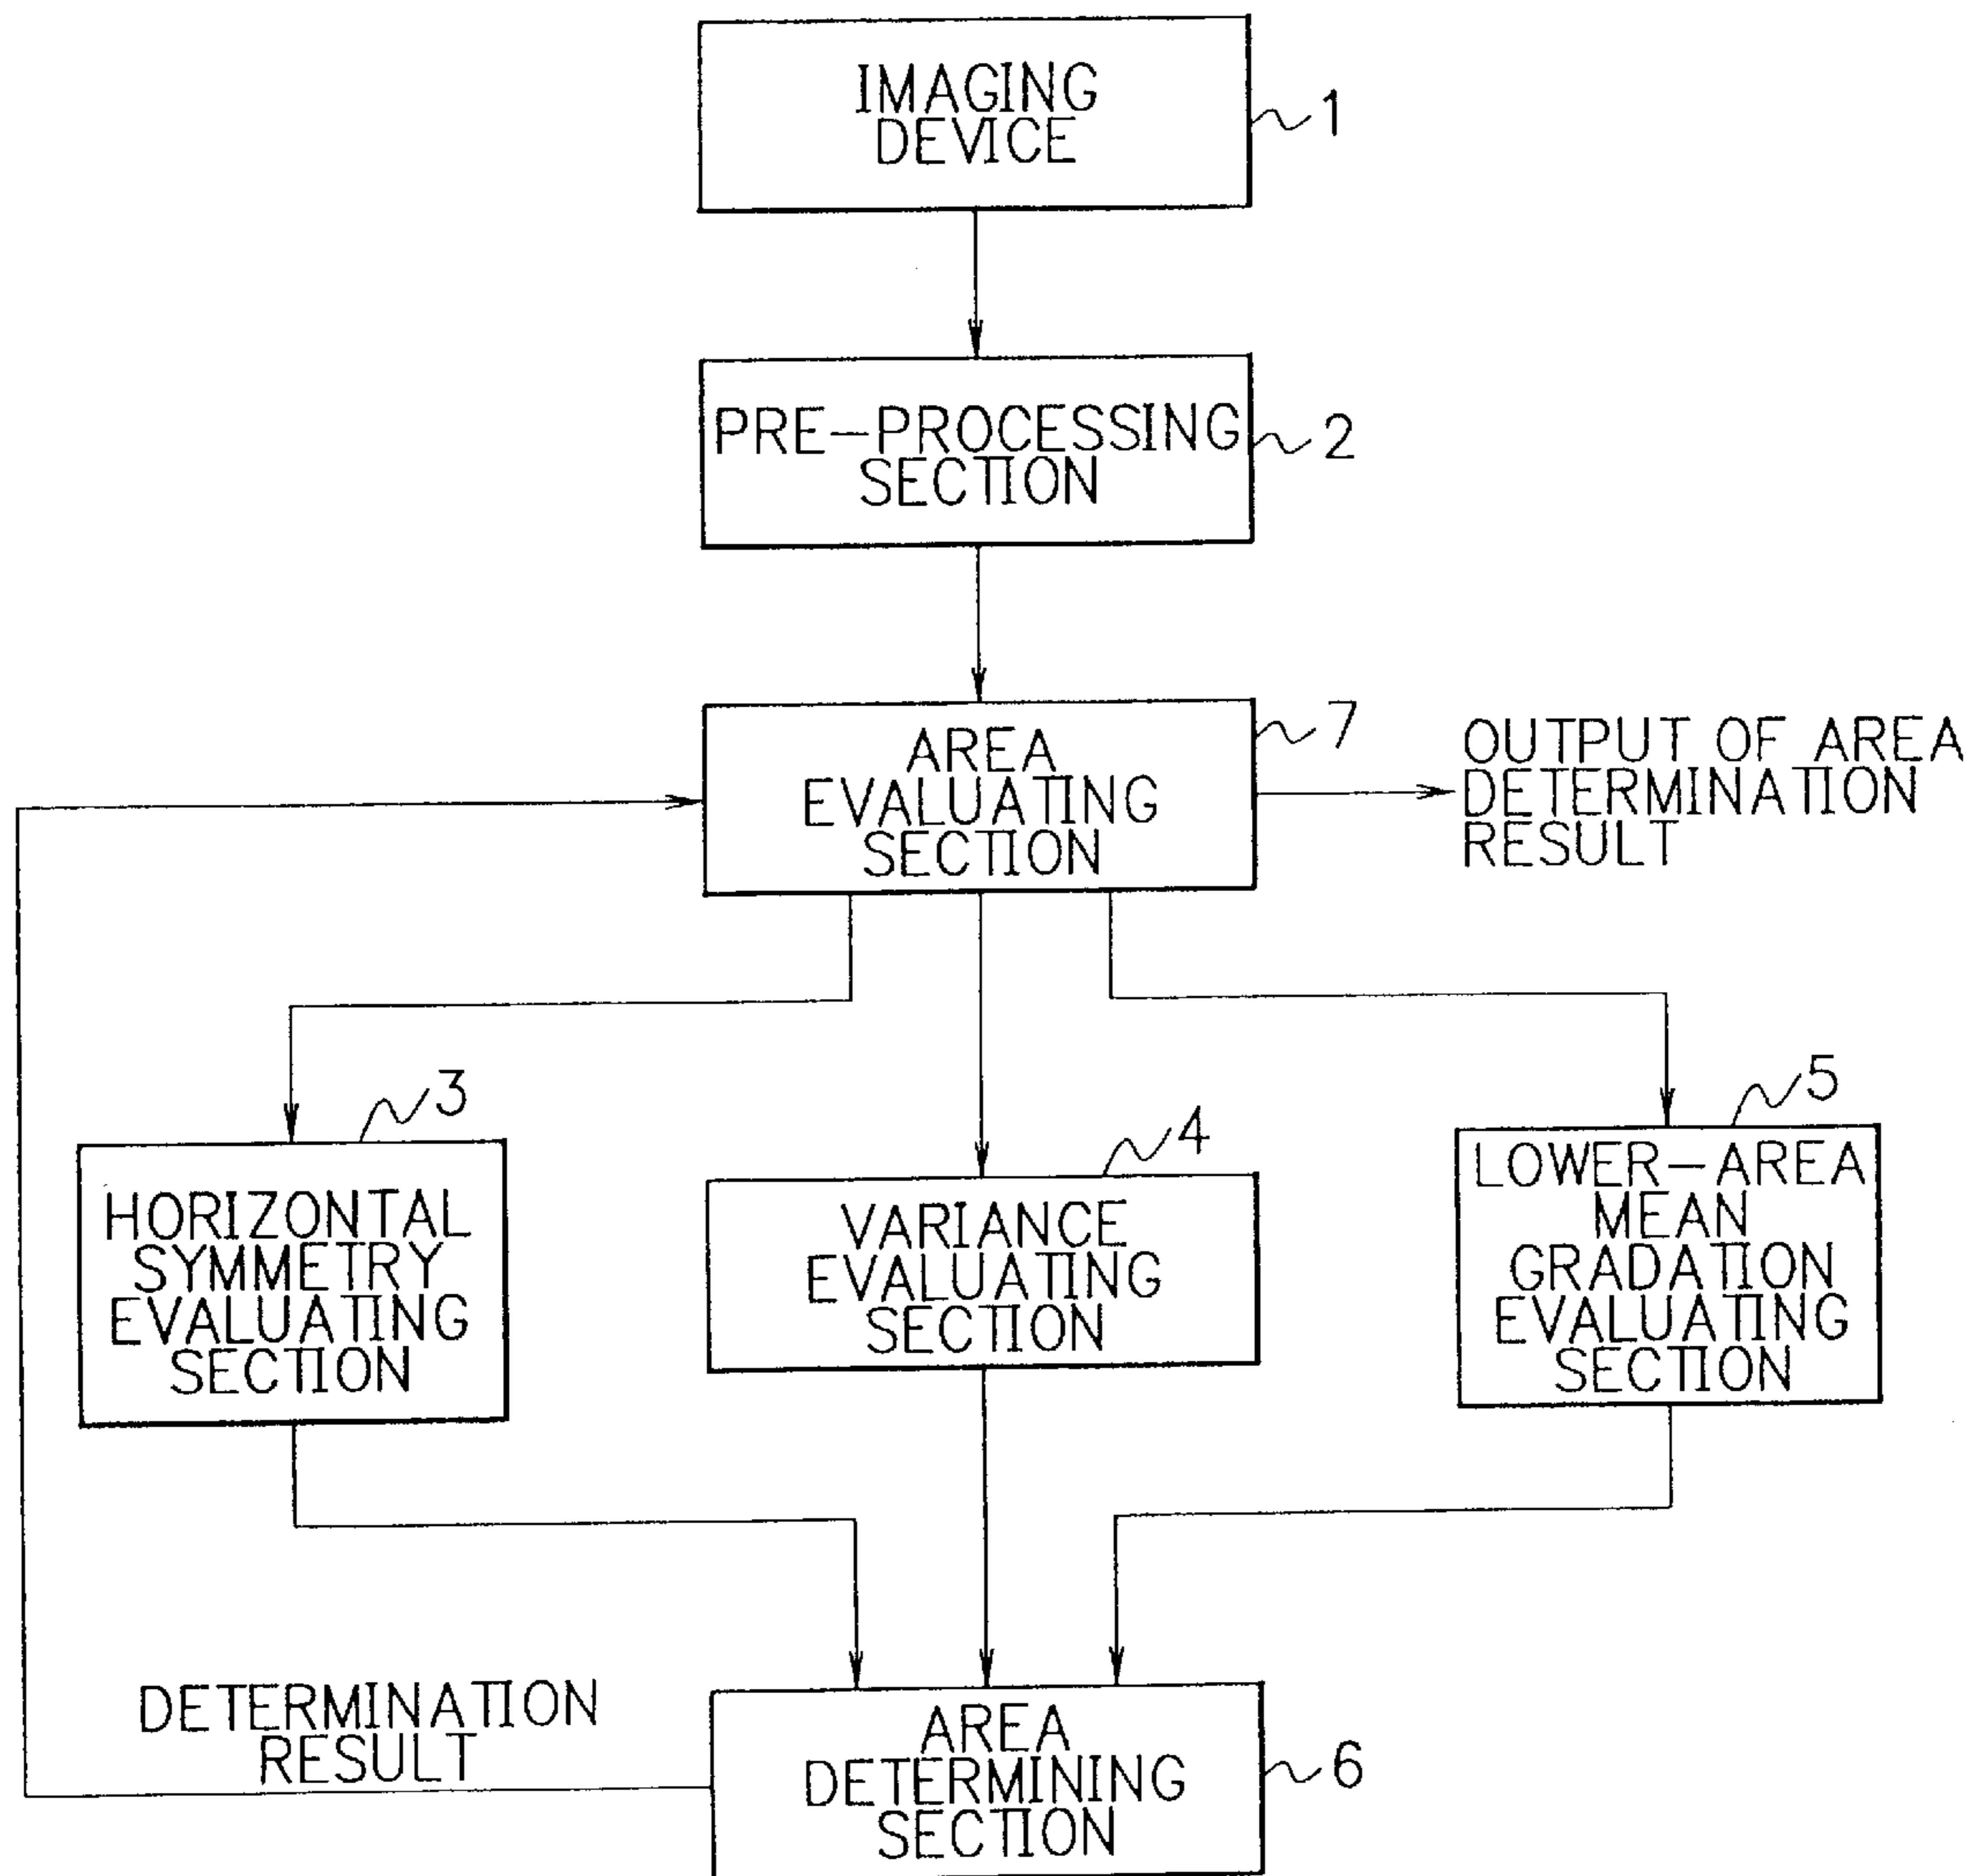 IMAGING
DEVICE
1
PRE-PROCESSING
SECTION
2
AREA
EVALUATING
SECTION
7
OUTPUT OF AREA
DETERMINATION
RESULT
HORIZONTAL
SYMMETRY
EVALUATING
SECTION
3
VARIANCE
EVALUATING
SECTION
4
LOWER-AREA
MEAN
GRADATION
EVALUATING
SECTION
5
DETERMINATION
RESULT
AREA
DETERMINING
SECTION
6